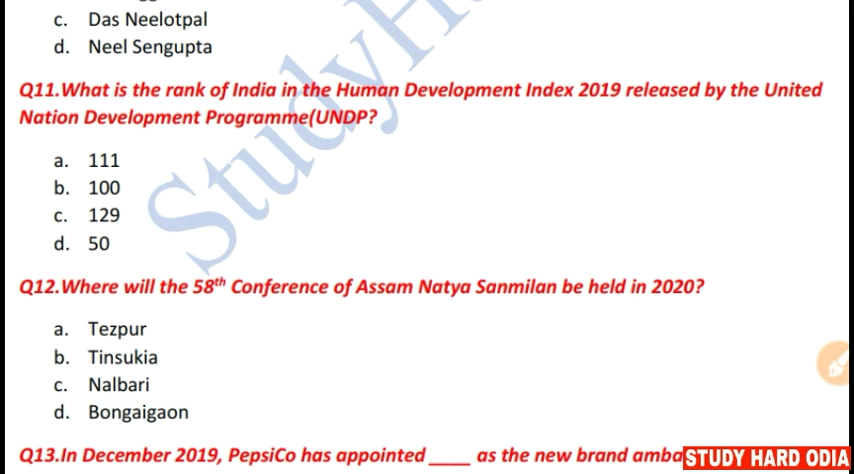 c. Das Neelotpal
d. Neel Sengupta
Q11.What is the rank of India in the Human Development Index 2019 released by the United
Nation Development Programme(UNDP?
a. 111
b. 100
c. 129
d. 50
Q12.Where will the 58th Conference of Assam Natya Sanmilan be held in 2020?
a. Tezpur
b. Tinsukia
c. Nalbari
d. Bongaigaon
Q13.In December 2019, PepsiCo has appointed ____ as the new brand amba
STUDY HARD ODIA